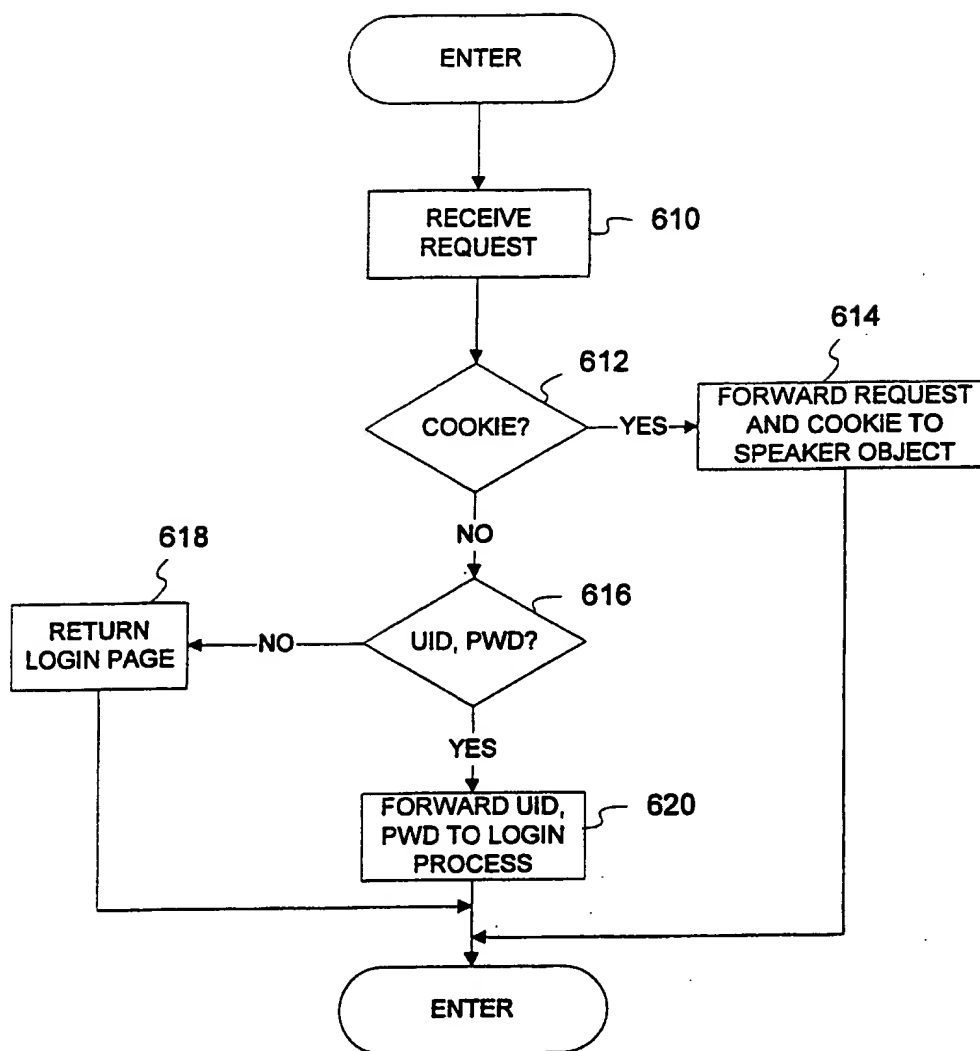 ENTER
RECEIVE
REQUEST
610
612
COOKIE?
YES
614
FORWARD REQUEST
AND COOKIE TO
SPEAKER OBJECT
NO
618
616
RETURN
LOGIN PAGE
NO
UID, PWD?
YES
FORWARD UID,
PWD TO LOGIN
PROCESS
620
ENTER